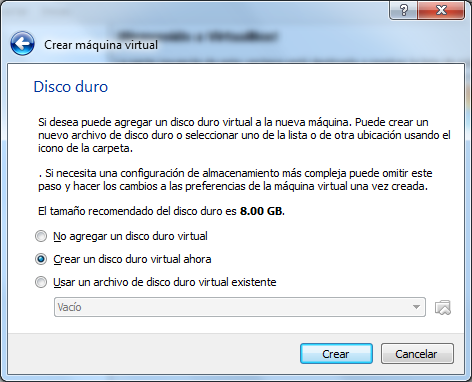 Bienvenido a VirtualBox!
Crear máquina virtual
Disco duro
Si desea puede agregar un disco duro virtual a la nueva máquina. Puede crear un
nuevo archivo de disco duro o seleccionar uno de la lista o de otra ubicación usando el
icono de la carpeta.
. Si necesita una configuración de almacenamiento más compleja puede omitir este
paso y hacer los cambios a las preferencias de la máquina virtual una vez creada.
El tamaño recomendado del disco duro es 8.00 GB.
No agregar un disco duro virtual
Crear un disco duro virtual ahora
Usar un archivo de disco duro virtual existente
Vacío
Crear Cancelar